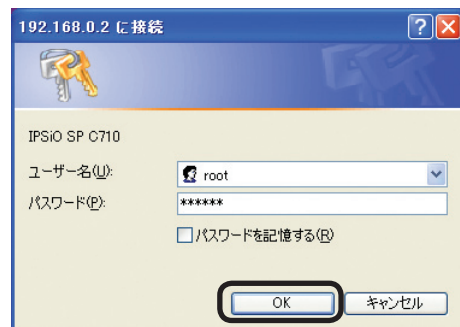 192.168.0.2 に接続
IPSiO SP C710
ユーザー名(U):
root
パスワード(P):
******
パスワードを記憶する(R)
OK
キャンセル